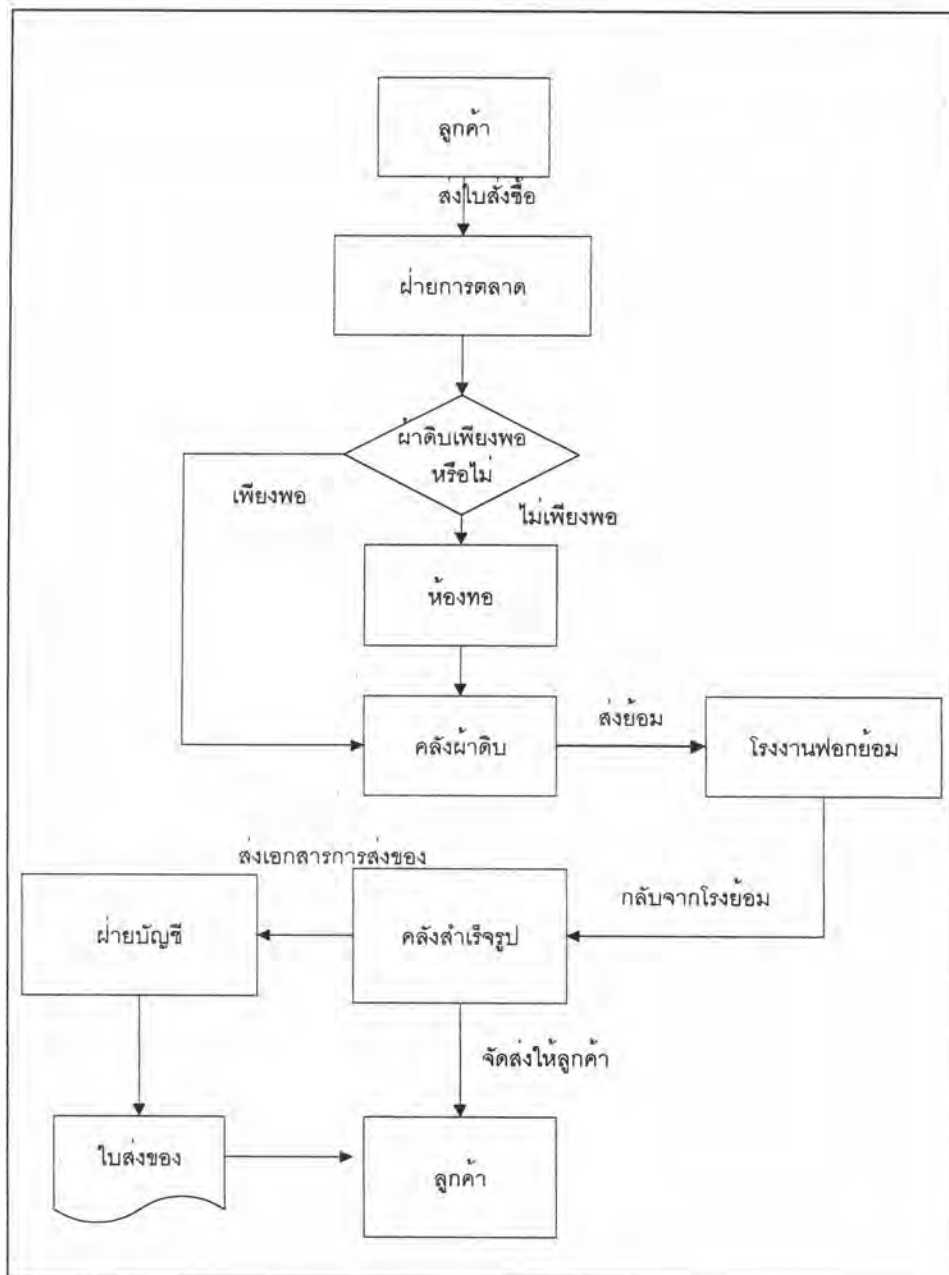 ลูกค้า
ส่งใบสั่งซื้อ
ฝ่ายการตลาด
ผ้าดิบเพียงพอ
หรือไม่
เพียงพอ
ไม่เพียงพอ
ห้องทอ
คลังผ้าดิบ
ส่งย้อม
โรงงานฟอกย้อม
ส่งเอกสารการส่งของ
กลับจากโรงย้อม
ฝ่ายบัญชี
คลังสำเร็จรูป
จัดส่งให้ลูกค้า
ใบส่งของ
ลูกค้า